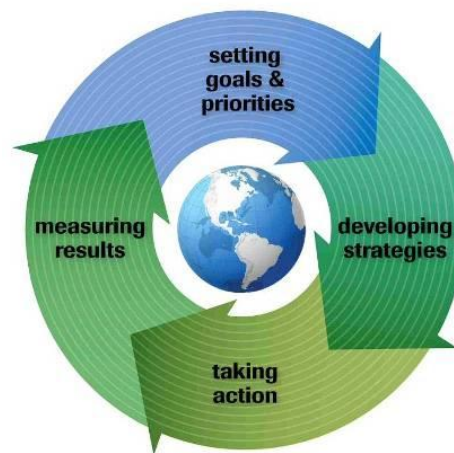 setting
goals &
priorities
developing
strategies
taking
action
measuring
results